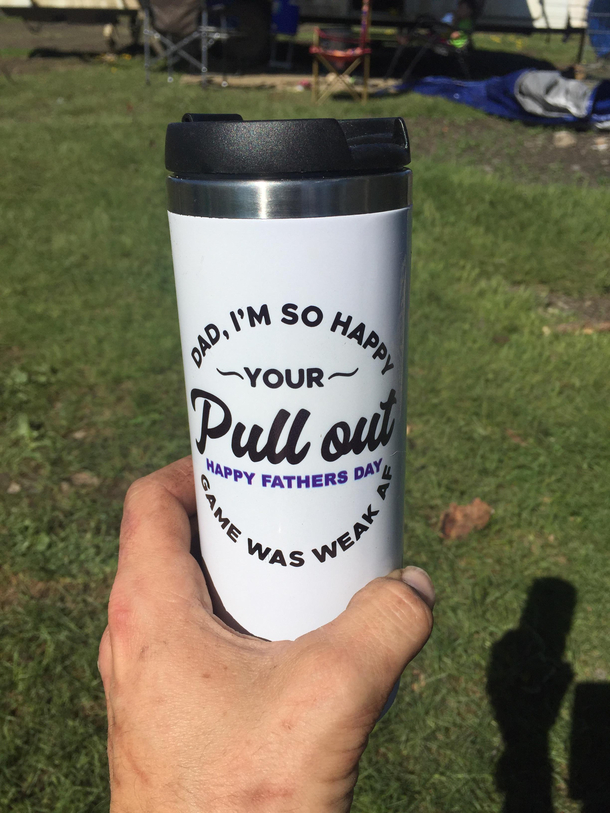 DAD, I'M SO HAPPY
YOUR
Pull out
HAPPY FATHERS DAY
GAME WAS WEAK AF